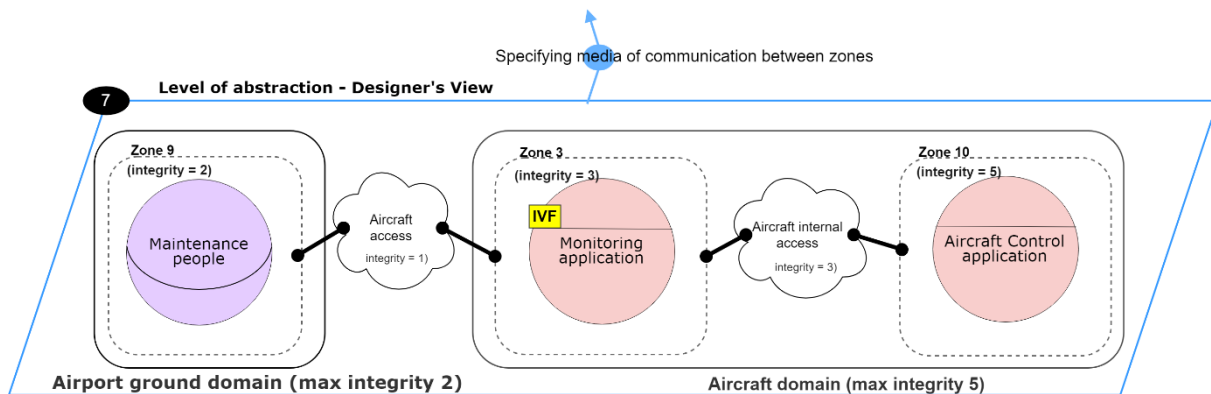 Specifying media of communication between zones
7
Level of abstraction - Designer's View
Zone 9
(integrity = 2)
Maintenance
people
Aircraft
access
integrity = 1)
Zone 3
(integrity = 3)
IVF
Monitoring
application
Aircraft internal
access
integrity = 3)
Zone 10
(integrity = 5)
Aircraft Control
application
Airport ground domain (max integrity 2)
Aircraft domain (max integrity 5)